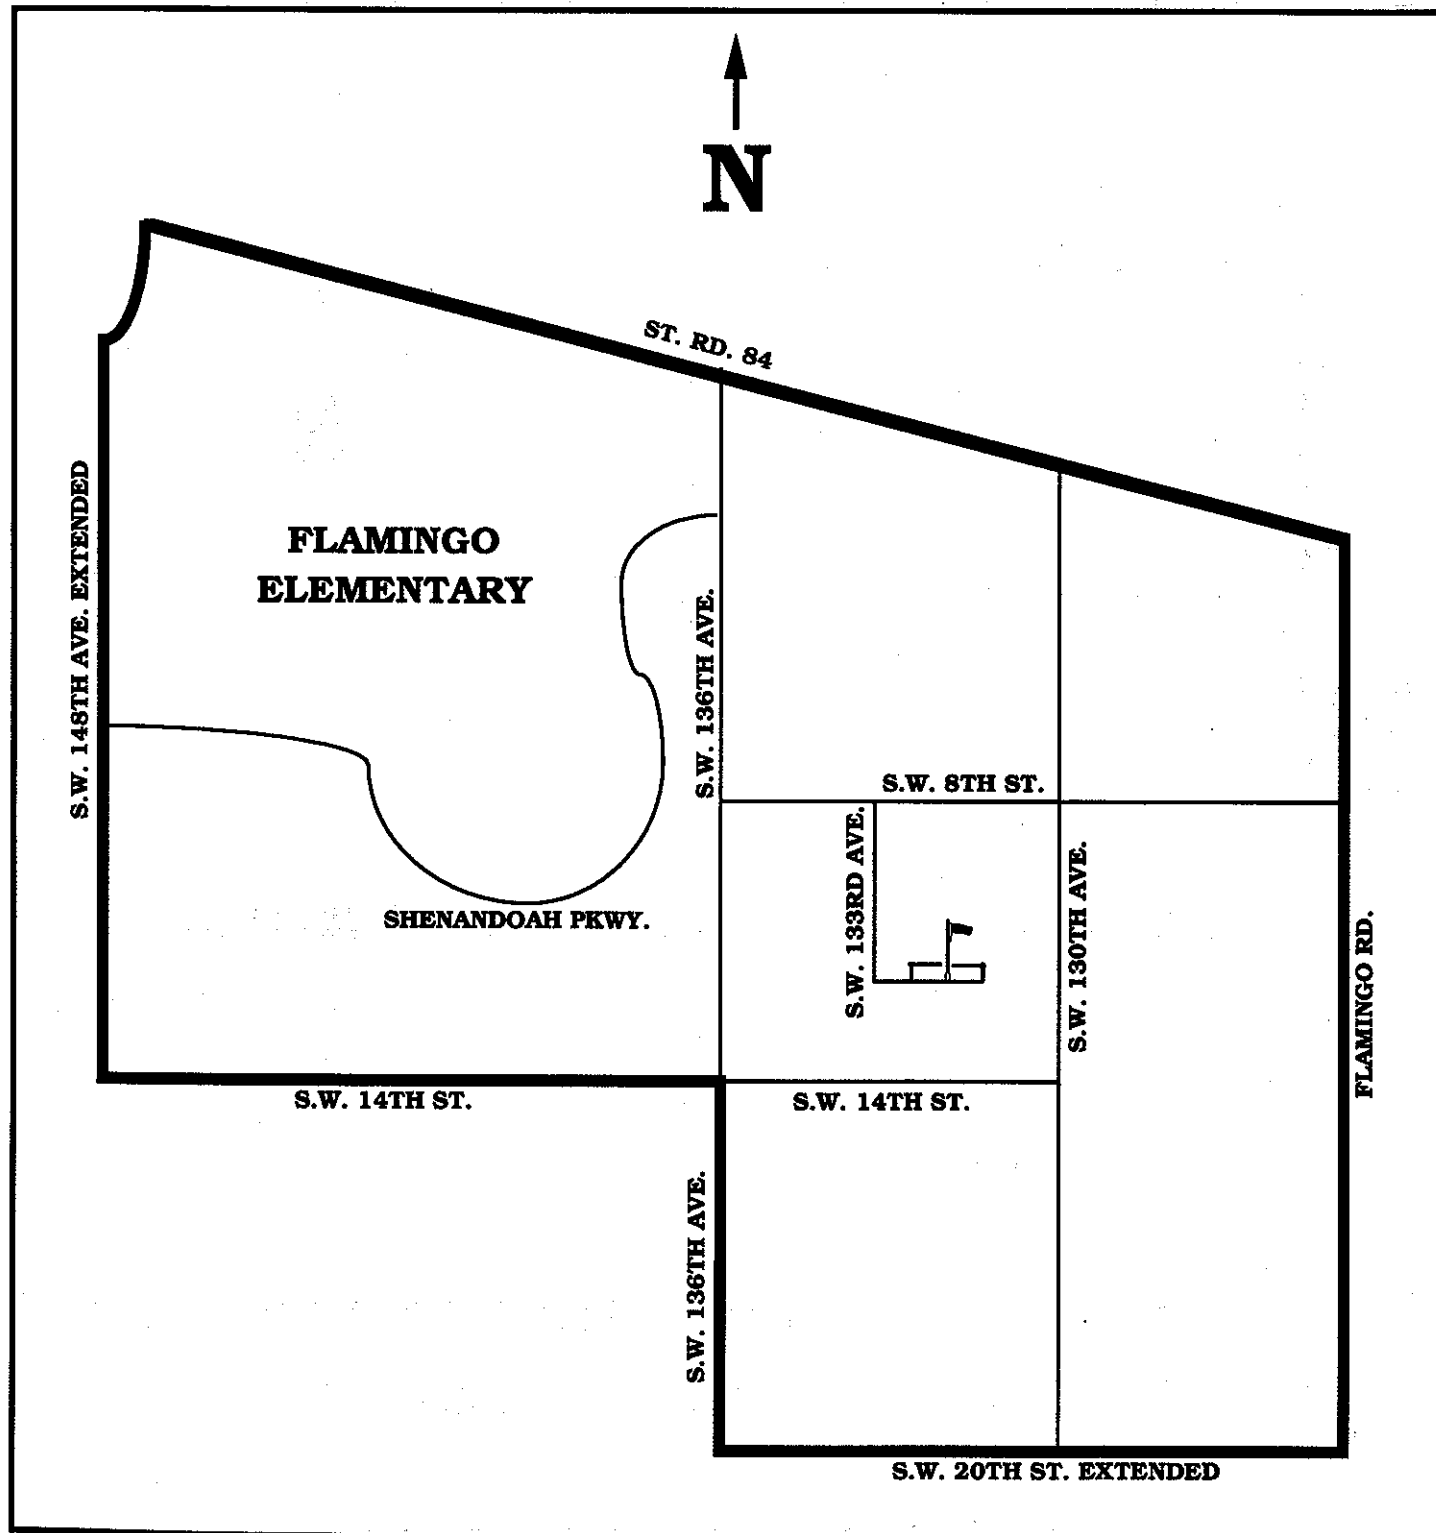 N
ST. RD. 84
S.W. 148TH AVE. EXTENDED
FLAMINGO
ELEMENTARY
S.W. 136TH AVE.
S.W. 8TH ST.
S.W. 133RD AVE.
S.W. 130TH AVE.
SHENANDOAH PKWY.
FLAMINGO RD.
S.W. 14TH ST.
S.W. 14TH ST.
S.W. 136TH AVE.
S.W. 20TH ST. EXTENDED